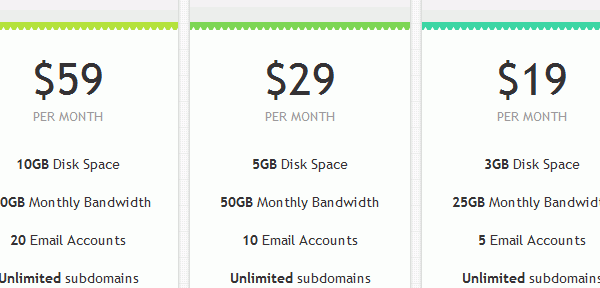 $59
PER MONTH
10GB Disk Space
Monthly Bandwidth
20 Email Accounts
Unlimited subdomains
$29
PER MONTH
5GB Disk Space
50GB Monthly Bandwidth
10 Email Accounts
Unlimited subdomains
$19
PER MONTH
3GB Disk Space
25GB Monthly Bandwidt
5 Email Accounts
Unlimited subdomains